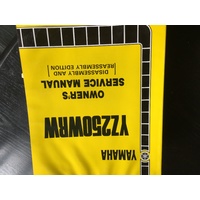 YAMAHA
YZ250WRW
OWNER'S
SERVICE MANUAL
DISASSEMBLY AND
REASSEMBLY EDITION